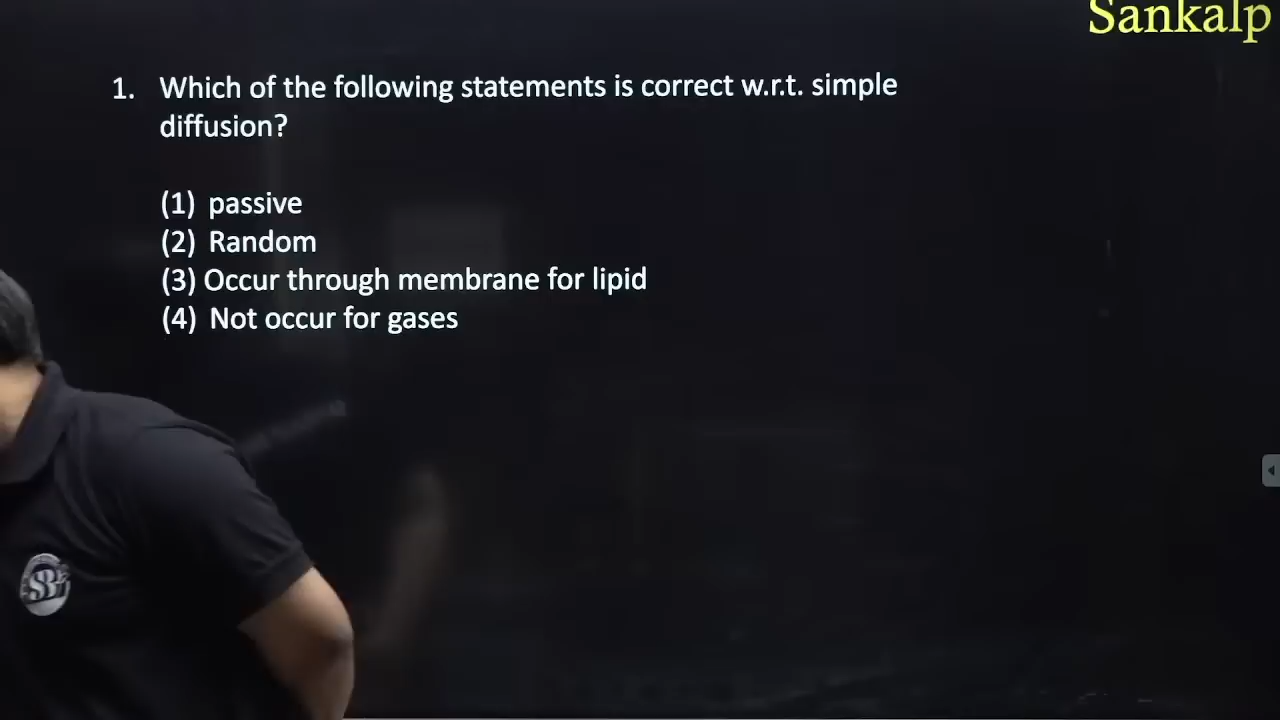 Sankalp
1. Which of the following statements is correct w.r.t. simple
diffusion?
(1) passive
(2) Random
(3) Occur through membrane for lipid
(4) Not occur for gases
SBT